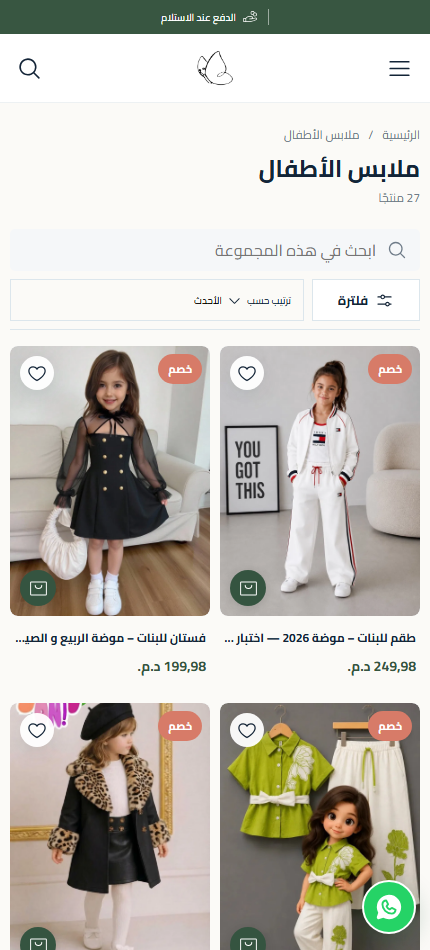 الدفع عند الاستلام
الرئيسية / ملابس الأطفال
ملابس الأطفال
27 منتجًا
ابحث في هذه المجموعة
فلترة
ترتيب حسب الأحدث
خصم
خصم
YOU
GOT
THIS
طقم للبنات – موضة 2026 — اختبار ...
فستان للبنات – موضة الربيع و الصيـ...
249,98 د.م.
199,98 د.م.
خصم
خصم